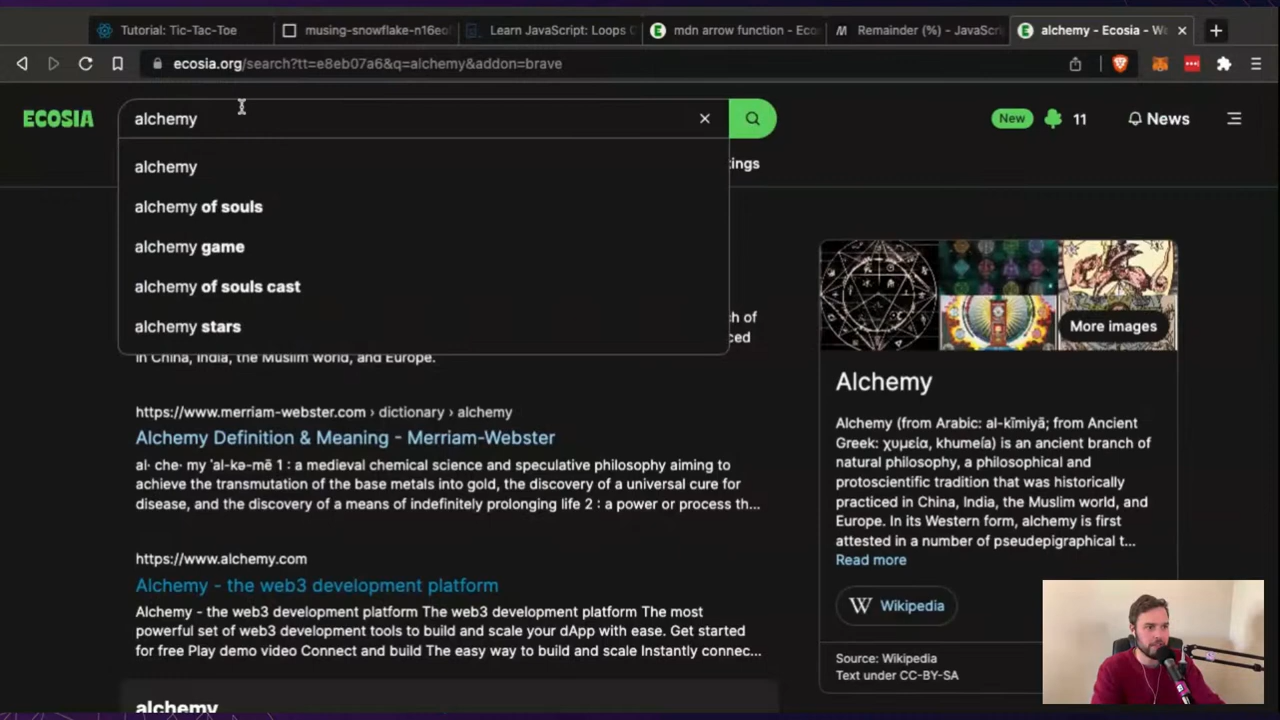 Tutorial: Tic-Tac-Toe
musing-snowflake-n16eo
Learn JavaScript: Loops
mdn arrow function - Eco
Remainder (%) - JavaScri
alchemy - Ecosia - W
ecosia.org/search?tt=e8eb07a6&q=alchemy&addon=brave
ECOSIA
alchemy
New
11
News
alchemy
tings
alchemy of souls
alchemy game
alchemy of souls cast
alchemy stars
ch of
ced
in China, India, the Muslim world, and Europe.
https://www.merriam-webster.com › dictionary › alchemy
Alchemy Definition & Meaning - Merriam-Webster
al· che· my ˈal-kə-mē 1 : a medieval chemical science and speculative philosophy aiming to
achieve the transmutation of the base metals into gold, the discovery of a universal cure for
disease, and the discovery of a means of indefinitely prolonging life 2 : a power or process th...
https://www.alchemy.com
Alchemy - the web3 development platform
Alchemy - the web3 development platform The web3 development platform The most
powerful set of web3 development tools to build and scale your dApp with ease. Get started
for free Play demo video Connect and build The easy way to build and scale Instantly connec...
alchemy
More images
Alchemy
Alchemy (from Arabic: al-kīmiyā; from Ancient
Greek: χυμεία, khumeía) is an ancient branch of
natural philosophy, a philosophical and
protoscientific tradition that was historically
practiced in China, India, the Muslim world, and
Europe. In its Western form, alchemy is first
attested in a number of pseudepigraphical t...
Read more
W Wikipedia
Source: Wikipedia
Text under CC-BY-SA